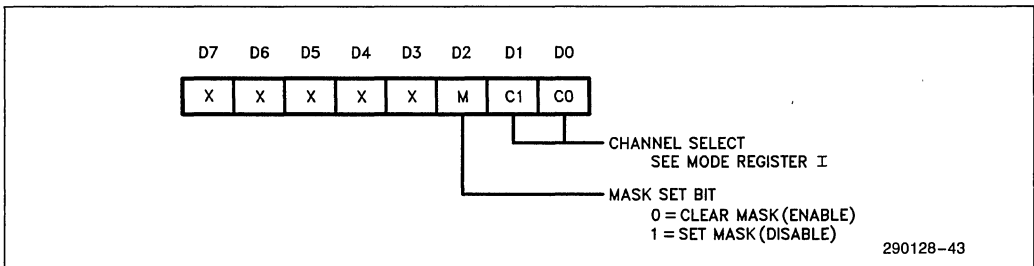 D7 D6 D5 D4 D3 D2 D1 D0
X X X X X M C1 C0
CHANNEL SELECT
SEE MODE REGISTER I
MASK SET BIT
0 = CLEAR MASK (ENABLE)
1 = SET MASK (DISABLE)
290128-43